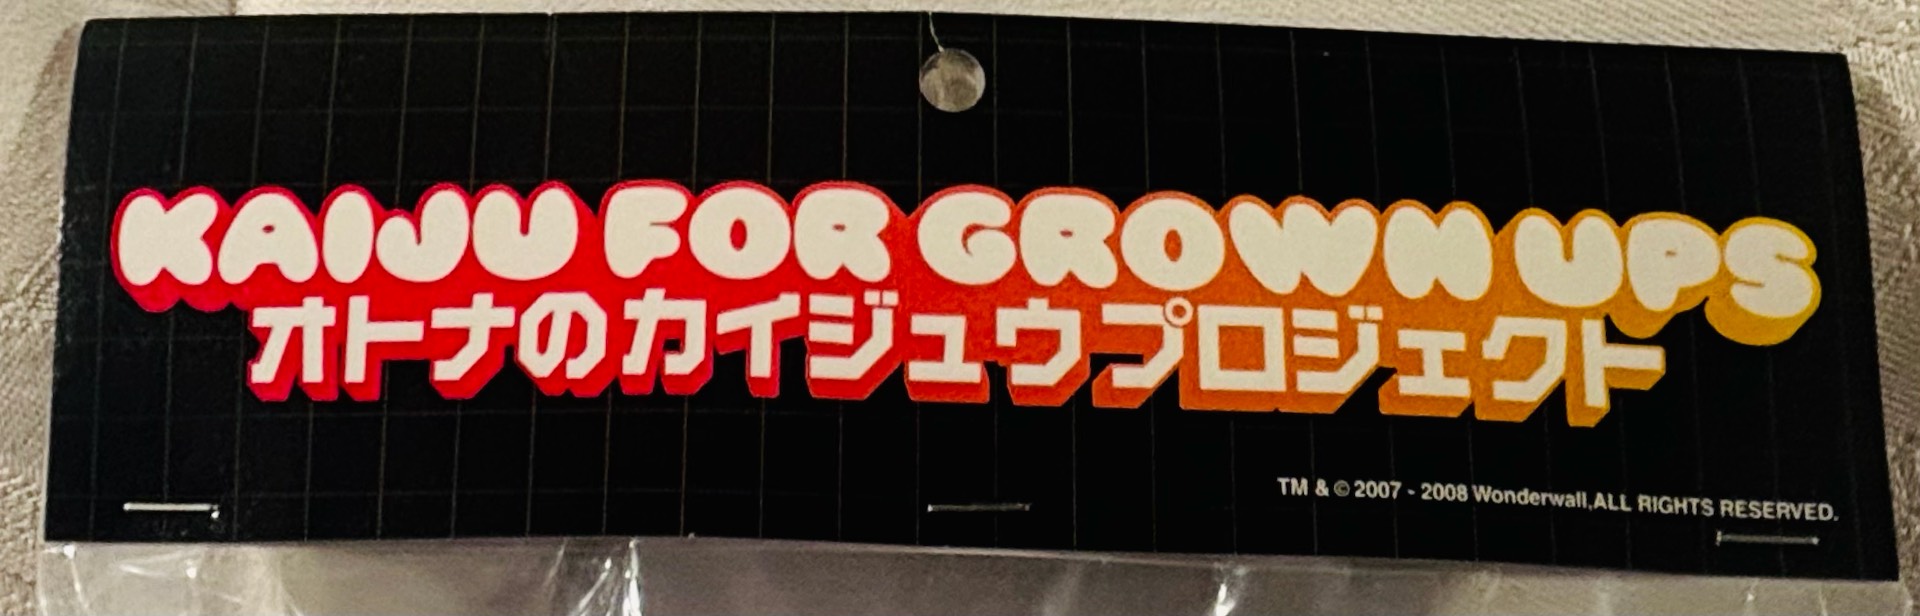 KAIJU FOR GROWN UPS
オトナのカイジュウプロジェクト
TM & © 2007 - 2008 Wonderwall,ALL RIGHTS RESERVED.